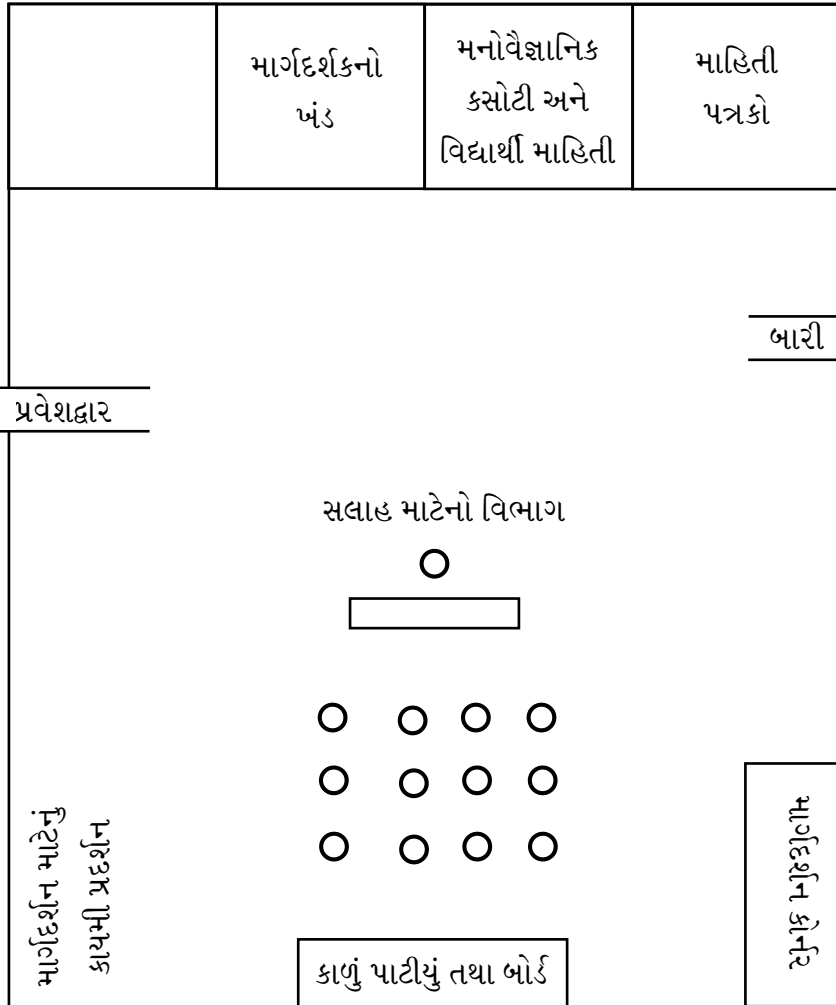 માર્ગદર્શકનો
ખંડ
મનોવૈજ્ઞાનિક
કસોટી અને
વિદ્યાર્થી માહિતી
માહિતી
પત્રકો
બારી
પ્રવેશદ્વાર
સલાહ માટેનો વિભાગ
માર્ગદર્શન માટેનું
કાયમી પ્રદર્શન
માર્ગદર્શન કોર્નર
કાળું પાટીયું તથા બોર્ડ